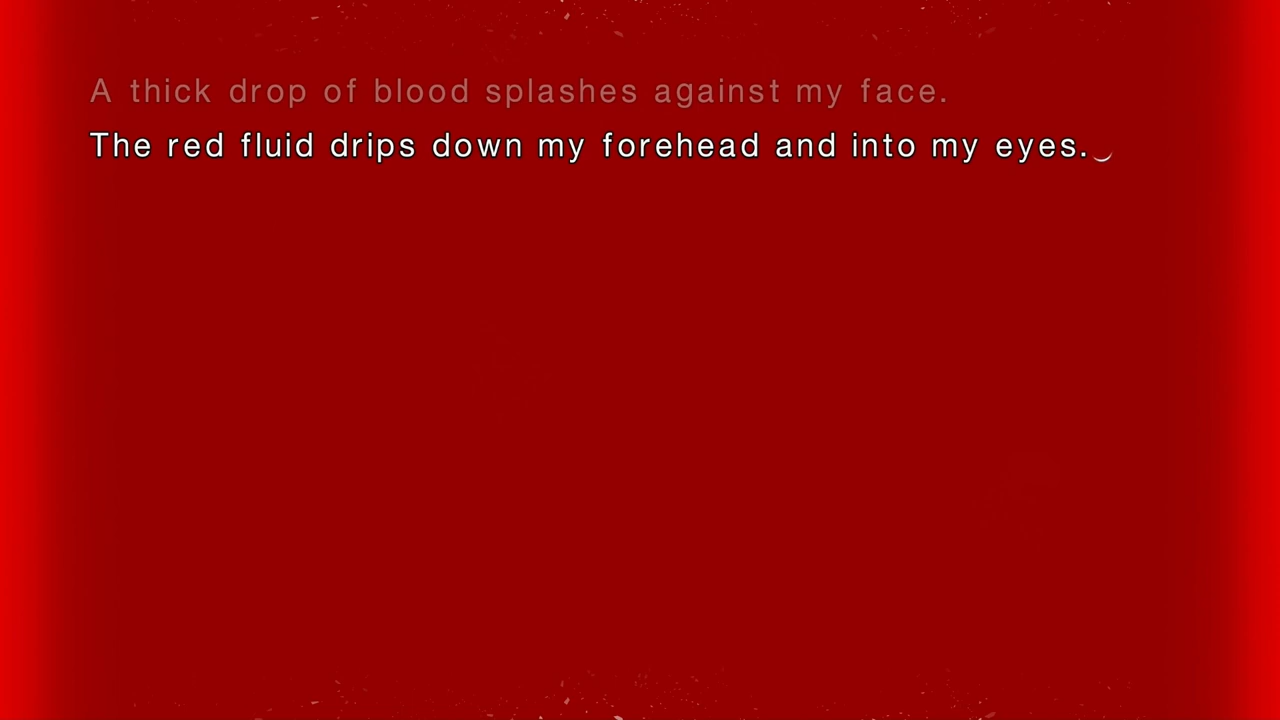 A thick drop of blood splashes against my face.
The red fluid drips down my forehead and into my eyes.